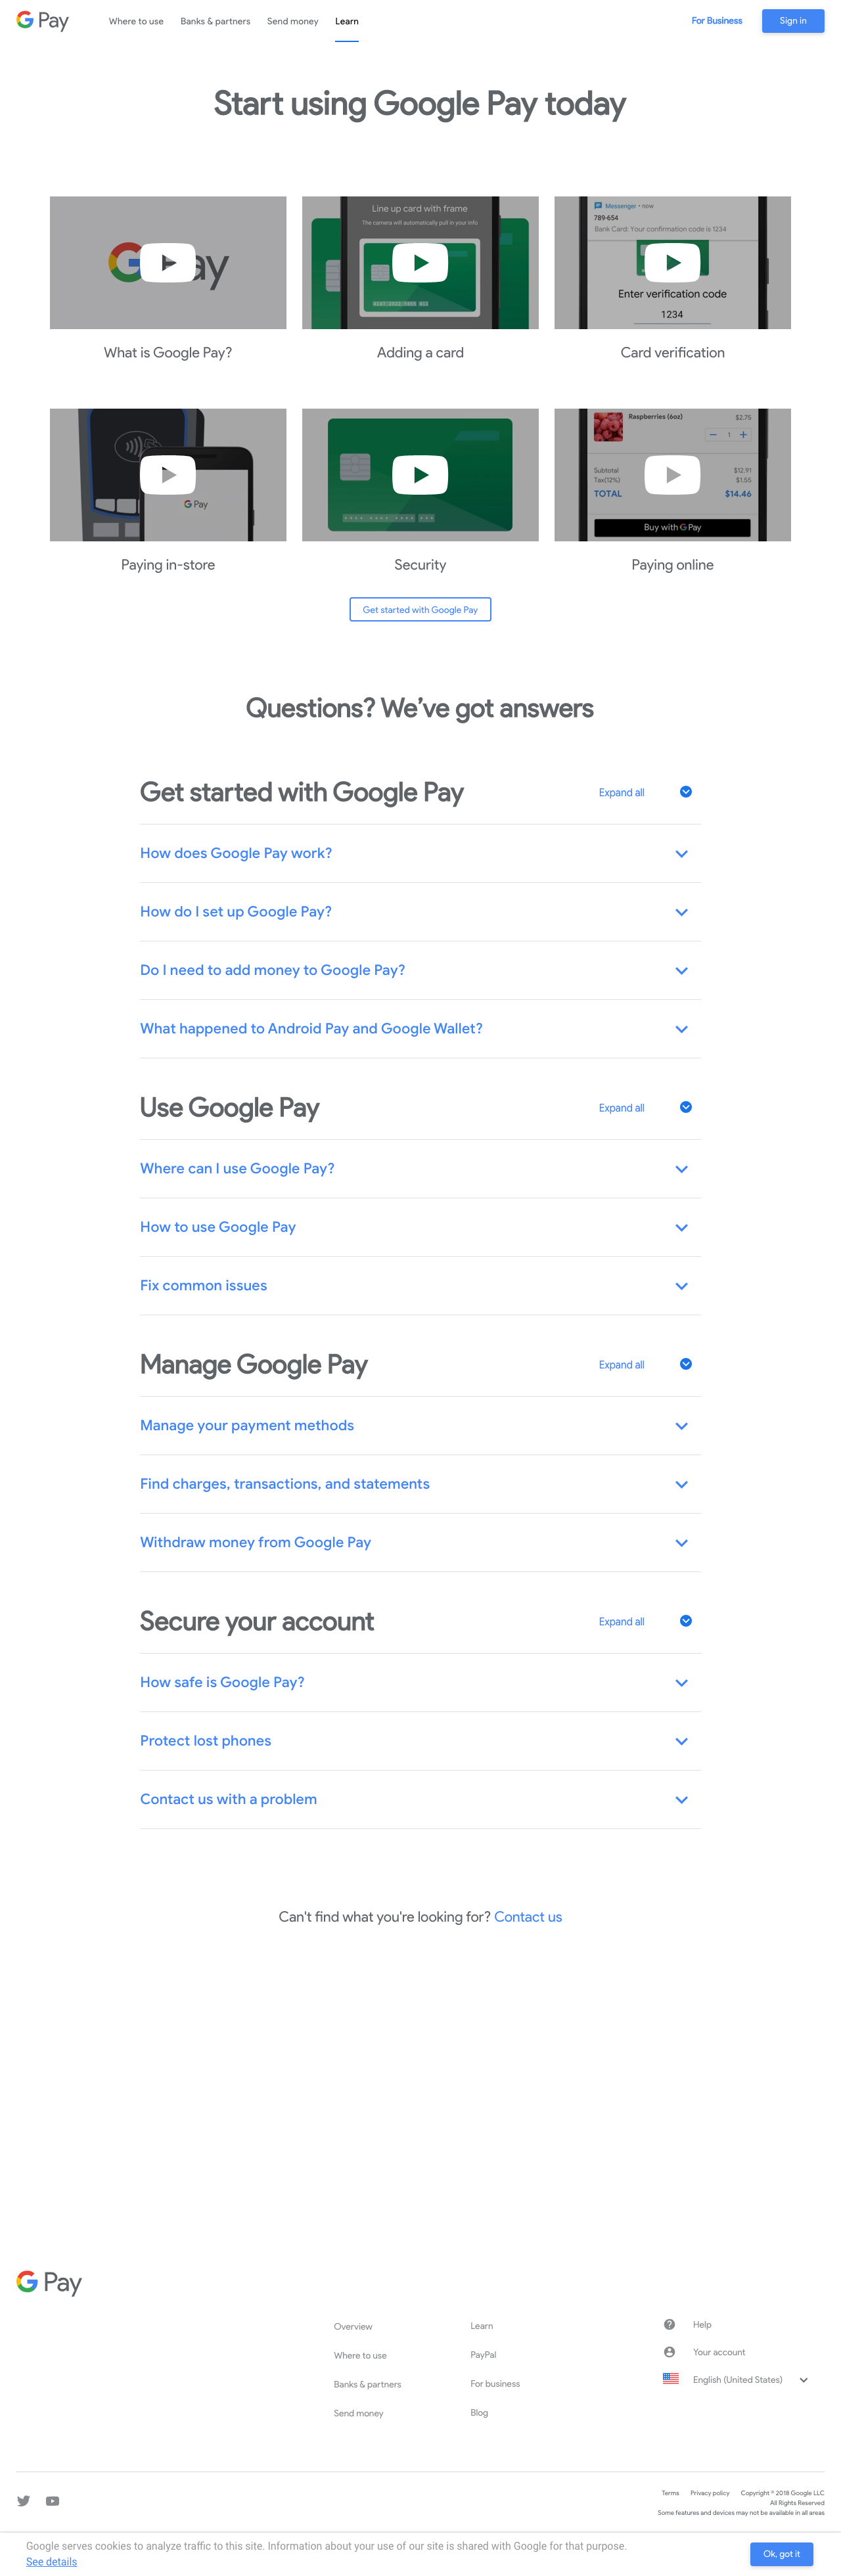 G Pay
Where to use
Banks & partners
Send money
Learn
For Business
Sign in
Start using Google Pay today
Line up card with frame
The camera will automatically pull in your info
Messenger • now
789-654
Bank Card: Your confirmation code is 1234
Enter verification code
1234
What is Google Pay?
Adding a card
Card verification
G Pay
Raspberries (6oz)
$2.75
1
Subtotal
$12.91
Tax(12%)
$1.55
TOTAL
$14.46
Buy with G Pay
Paying in-store
Security
Paying online
Get started with Google Pay
Questions? We’ve got answers
Get started with Google Pay
Expand all
How does Google Pay work?
How do I set up Google Pay?
Do I need to add money to Google Pay?
What happened to Android Pay and Google Wallet?
Use Google Pay
Expand all
Where can I use Google Pay?
How to use Google Pay
Fix common issues
Manage Google Pay
Expand all
Manage your payment methods
Find charges, transactions, and statements
Withdraw money from Google Pay
Secure your account
Expand all
How safe is Google Pay?
Protect lost phones
Contact us with a problem
Can't find what you're looking for? Contact us
G Pay
Overview
Where to use
Banks & partners
Send money
Learn
PayPal
For business
Blog
Help
Your account
English (United States)
Terms
Privacy policy
Copyright © 2018 Google LLC
All Rights Reserved
Some features and devices may not be available in all areas
Google serves cookies to analyze traffic to this site. Information about your use of our site is shared with Google for that purpose.
See details
Ok, got it